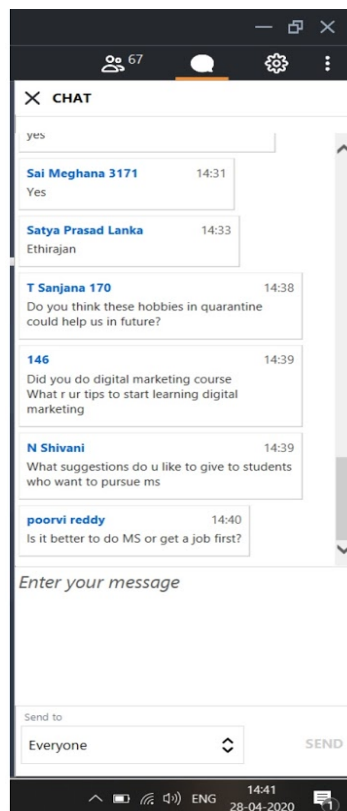 67
CHAT
yes
Sai Meghana 3171 14:31
Yes
Satya Prasad Lanka 14:33
Ethirajan
T Sanjana 170 14:38
Do you think these hobbies in quarantine
could help us in future?
146 14:39
Did you do digital marketing course
What r ur tips to start learning digital
marketing
N Shivani 14:39
What suggestions do u like to give to students
who want to pursue ms
poorvi reddy 14:40
Is it better to do MS or get a job first?
Enter your message
Send to
Everyone
SEND
ENG
14:41
28-04-2020
1